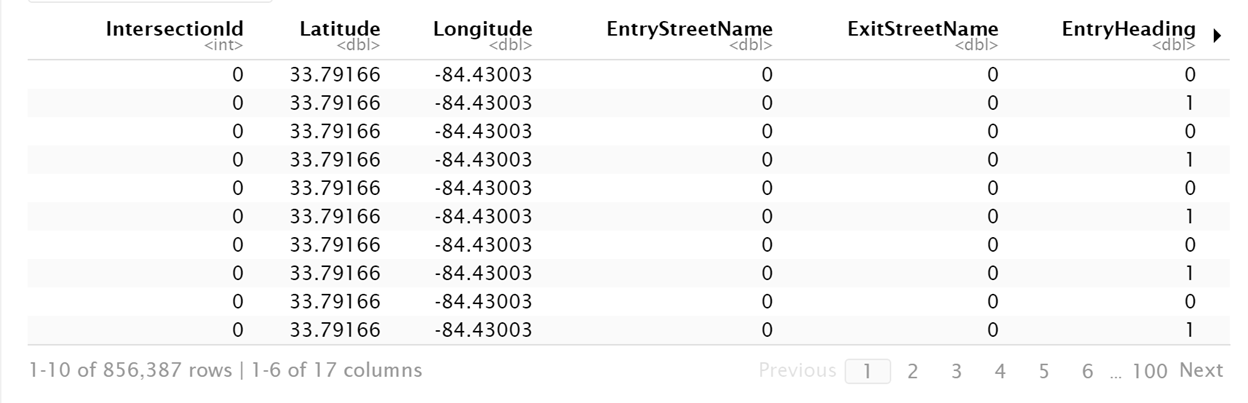 IntersectionId Latitude Longitude EntryStreetName ExitStreetName EntryHeading
<int> <dbl> <dbl> <dbl> <dbl> <dbl>
0 33.79166 -84.43003 0 0 0
0 33.79166 -84.43003 0 0 1
0 33.79166 -84.43003 0 0 0
0 33.79166 -84.43003 0 0 1
0 33.79166 -84.43003 0 0 0
0 33.79166 -84.43003 0 0 1
0 33.79166 -84.43003 0 0 0
0 33.79166 -84.43003 0 0 1
0 33.79166 -84.43003 0 0 0
0 33.79166 -84.43003 0 0 1
1-10 of 856,387 rows | 1-6 of 17 columns Previous 1 2 3 4 5 6 ... 100 Next